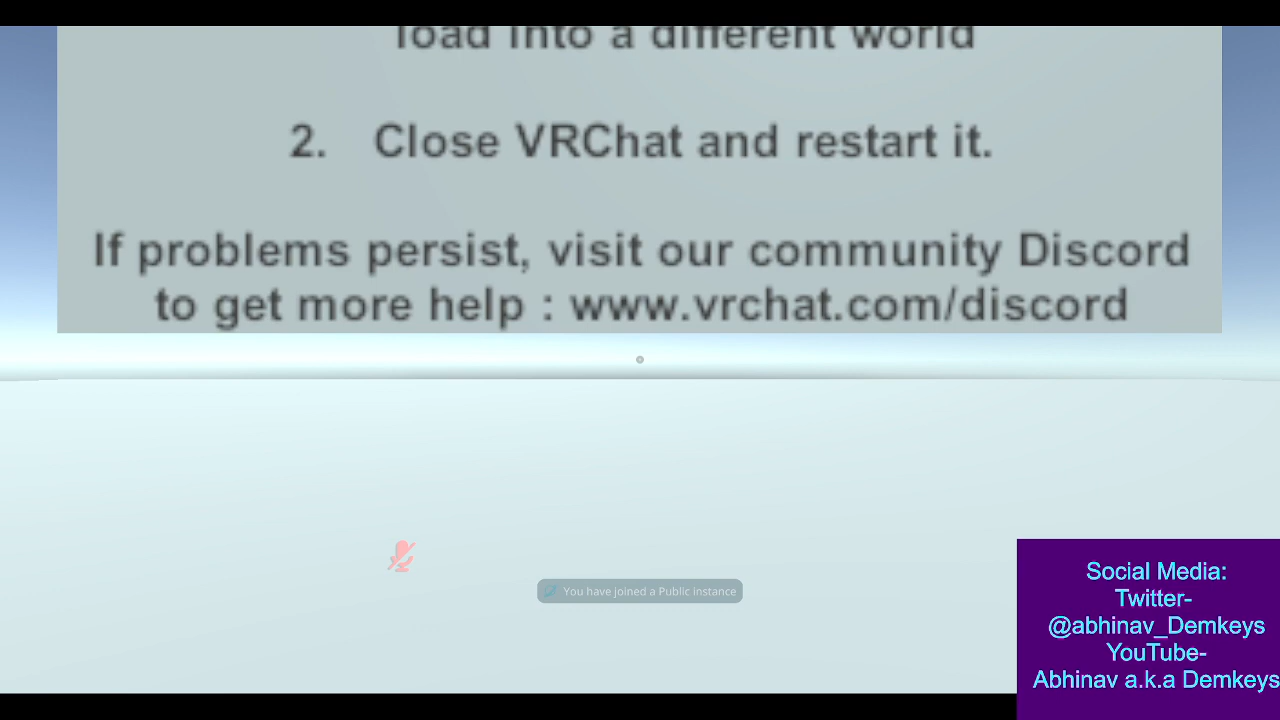 load into a different world
2. Close VRChat and restart it.
If problems persist, visit our community Discord
to get more help : www.vrchat.com/discord
You have joined a Public Instance
Social Media:
Twitter-
@abhinav_Demkeys
YouTube-
Abhinav a.k.a Demkeys